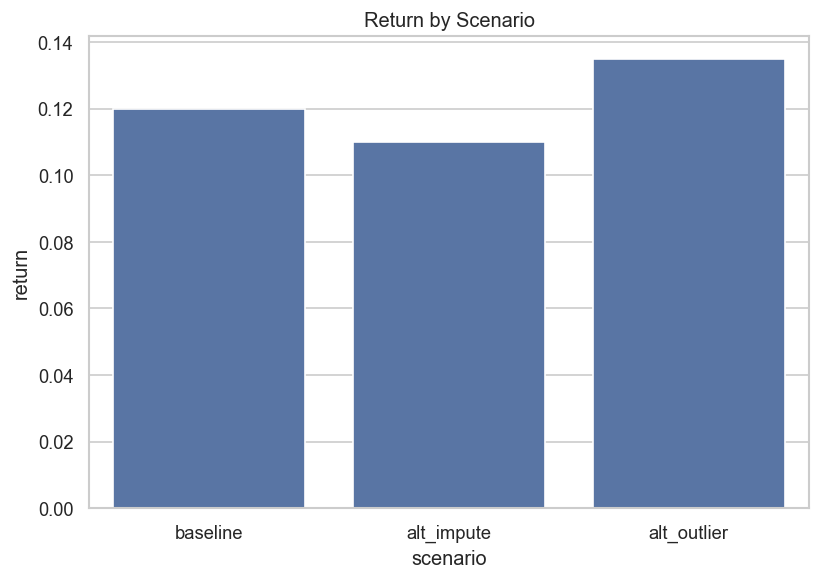 Return by Scenario
return
0.14
0.12
0.10
0.08
0.06
0.04
0.02
0.00
baseline alt_impute alt_outlier
scenario